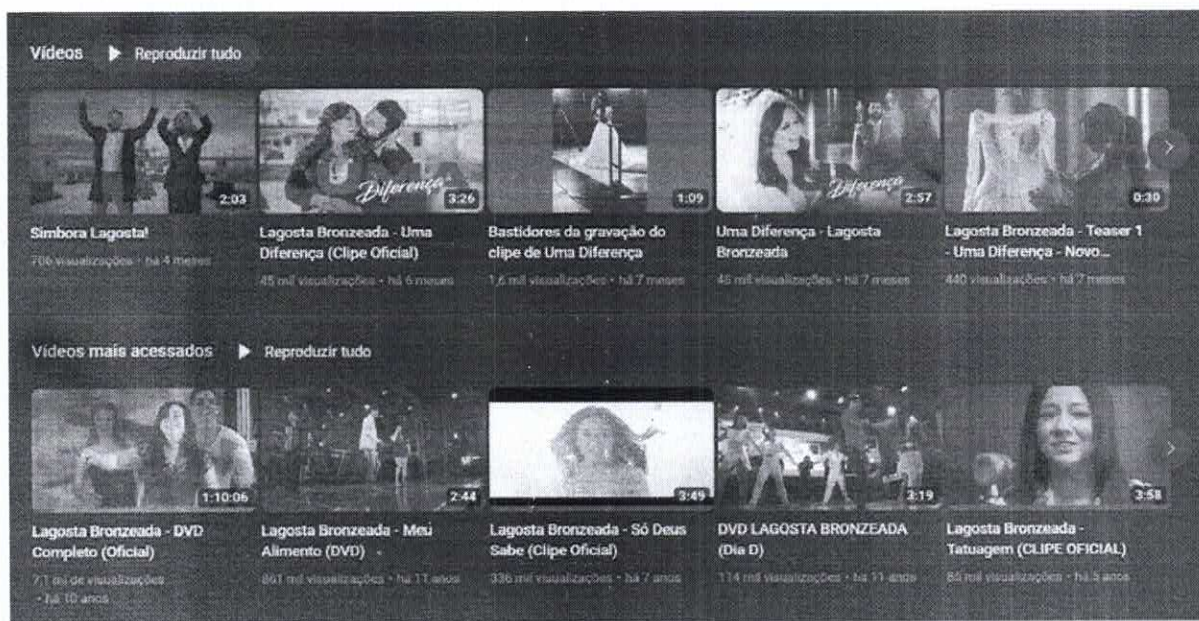 Vídeos ▶ Reproduzir tudo
Diferença
2:03
3:26
1:09
Diferença
2:57
0:30
Simbora Lagosta!
706 visualizações • há 4 meses
Lagosta Bronzeada - Uma
Diferença (Clipe Oficial)
45 mil visualizações • há 6 meses
Bastidores da gravação do
clipe de Uma Diferença
1,6 mil visualizações • há 7 meses
Uma Diferença - Lagosta
Bronzeada
46 mil visualizações • há 7 meses
Lagosta Bronzeada - Teaser 1
- Uma Diferença - Novo...
440 visualizações • há 7 meses
Vídeos mais acessados ▶ Reproduzir tudo
1:10:06
2:44
3:49
3:19
3:58
Lagosta Bronzeada - DVD
Completo (Oficial)
7,1 mi de visualizações
• há 10 anos
Lagosta Bronzeada - Meu
Alimento (DVD)
861 mil visualizações • há 11 anos
Lagosta Bronzeada - Só Deus
Sabe (Clipe Oficial)
336 mil visualizações • há 7 anos
DVD LAGOSTA BRONZEADA
(Dia D)
114 mil visualizações • há 11 anos
Lagosta Bronzeada -
Tatuagem (CLIPE OFICIAL)
85 mil visualizações • há 5 anos